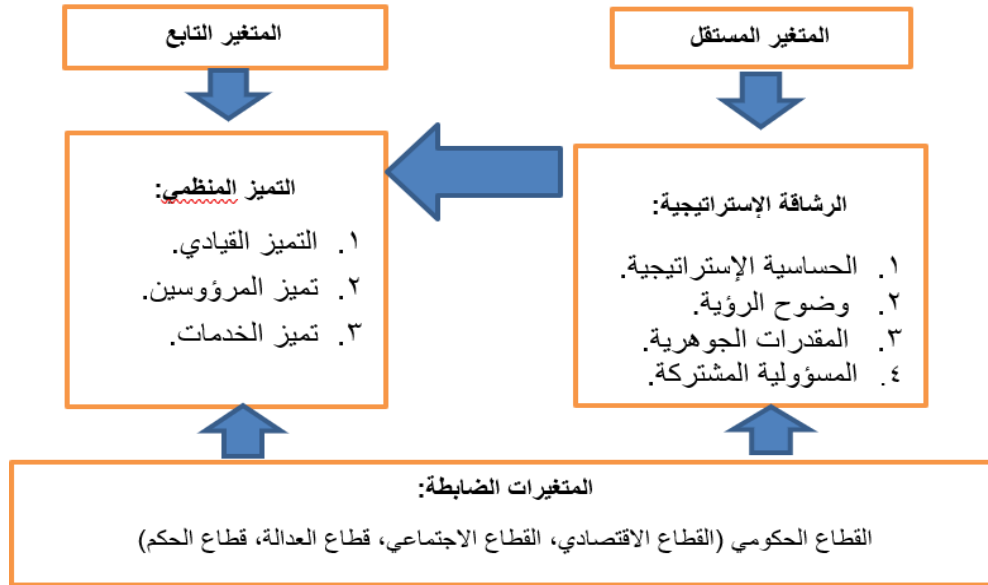 المتغير المستقل
المتغير التابع
الرشاقة الإستراتيجية:
١. الحساسية الإستراتيجية.
٢. وضوح الرؤية.
٣. المقدرات الجوهرية.
٤. المسؤولية المشتركة.
التميز المنظمي:
١. التميز القيادي.
٢. تميز المرؤوسين.
٣. تميز الخدمات.
المتغيرات الضابطة:
القطاع الحكومي (القطاع الاقتصادي، القطاع الاجتماعي، قطاع العدالة، قطاع الحكم)